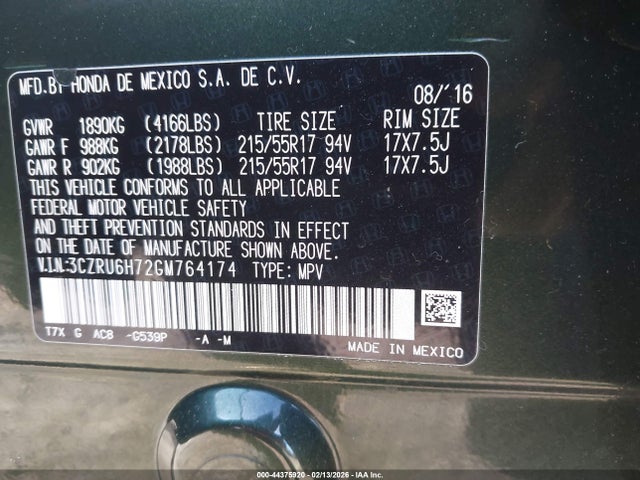 MFD.BY HONDA DE MEXICO S.A. DE C.V.
08/'16
GVWR 1890KG (4166LBS) TIRE SIZE RIM SIZE
GAWR F 988KG (2178LBS) 215/55R17 94V 17X7.5J
GAWR R 902KG (1988LBS) 215/55R17 94V 17X7.5J
THIS VEHICLE CONFORMS TO ALL APPLICABLE
FEDERAL MOTOR VEHICLE SAFETY
AND THEFT PREVENTION STANDARDS IN EFFECT
ON THE DATE OF MANUFACTURE SHOWN ABOVE.
V.I.N:3CZRU6H72GM764174 TYPE: MPV
T7X G AC8 -G539P -A -M
MADE IN MEXICO
000-44375920 - 02/13/2026 - IAA Inc.